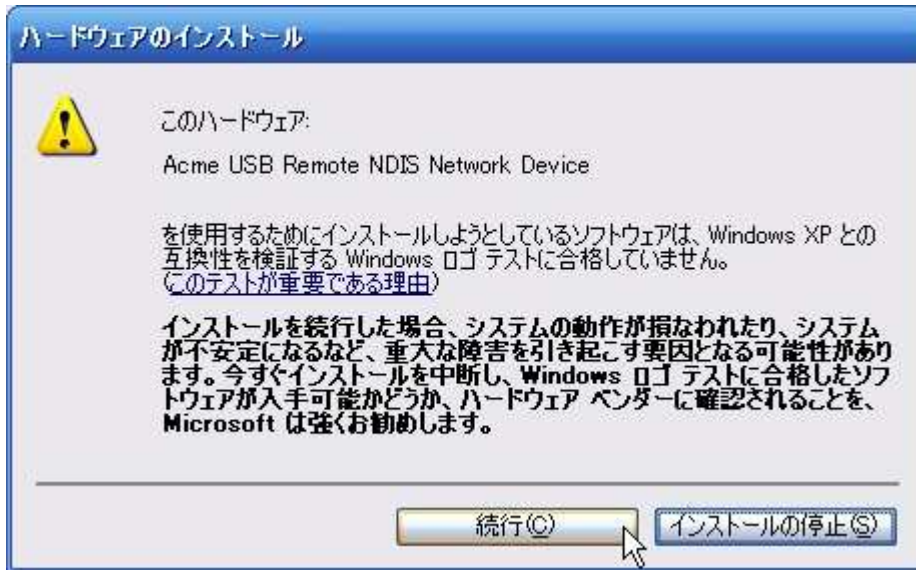 ハードウェアのインストール
このハードウェア:
Acme USB Remote NDIS Network Device
を使用するためにインストールしようとしているソフトウェアは、Windows XP との
互換性を検証する Windows ロゴ テストに合格していません。
(このテストが重要である理由)
インストールを続行した場合、システムの動作が損なわれたり、システム
が不安定になるなど、重大な障害を引き起こす要因となる可能性があり
ます。今すぐインストールを中断し、Windows ロゴ テストに合格したソフ
トウェアが入手可能かどうか、ハードウェア ベンダーに確認されることを、
Microsoft は強くお勧めします。
続行(C)
インストールの停止(S)